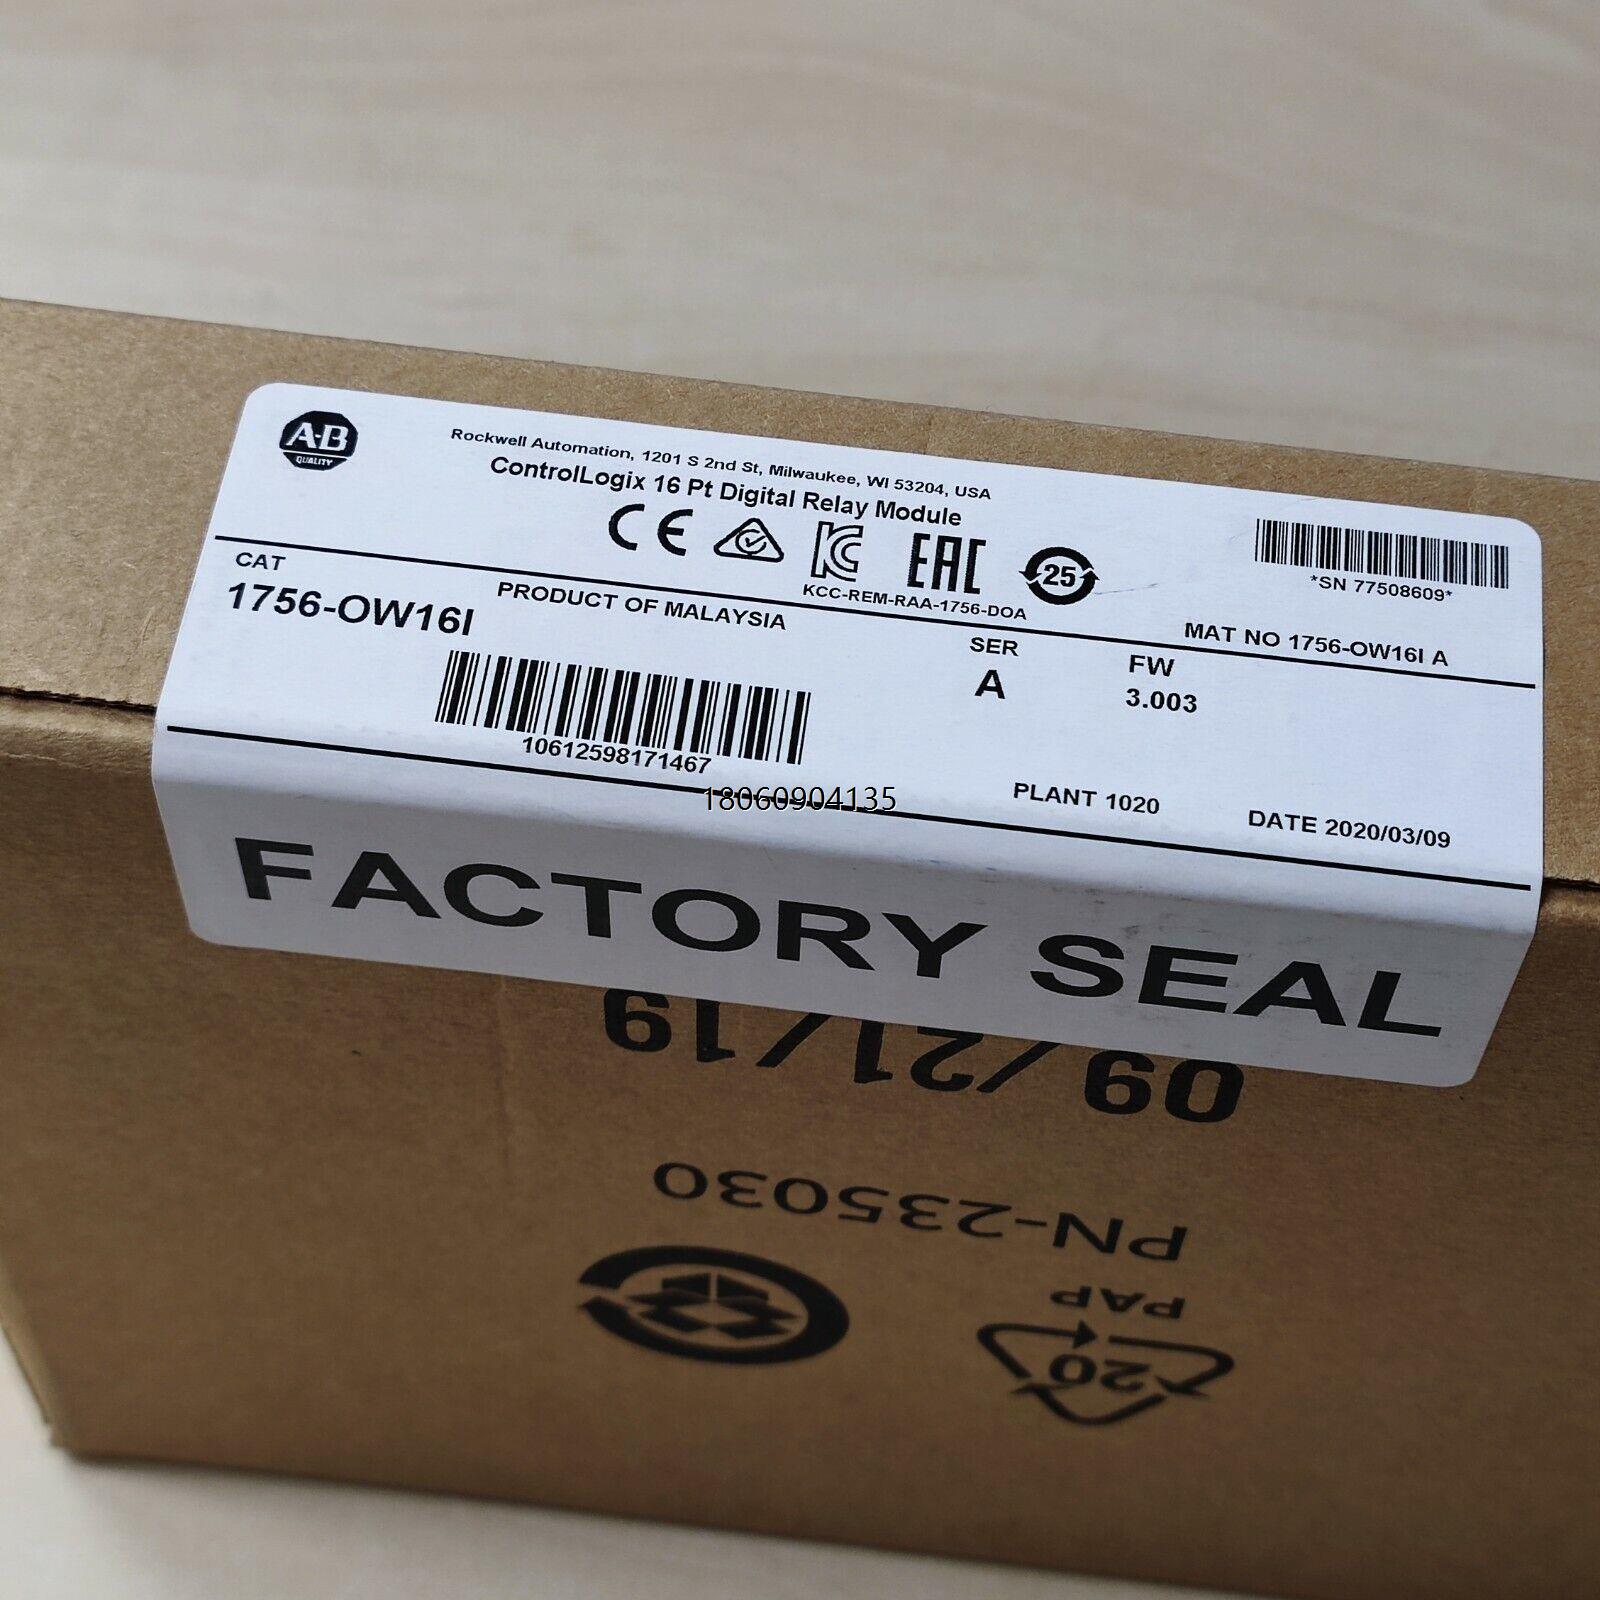 A-B
QUALITY
Rockwell Automation, 1201 S 2nd St, Milwaukee, WI 53204, USA
ControlLogix 16 Pt Digital Relay Module
CE
EAC
25
KCC-REM-RAA-1756-DOA
*SN 77508609*
MAT NO 1756-OW16I A
CAT
1756-OW16I
PRODUCT OF MALAYSIA
SER
A
FW
3.003
10612598171467
18060904135
PLANT 1020
DATE 2020/03/09
FACTORY SEAL
09/21/19
PN-235030
PAP
20